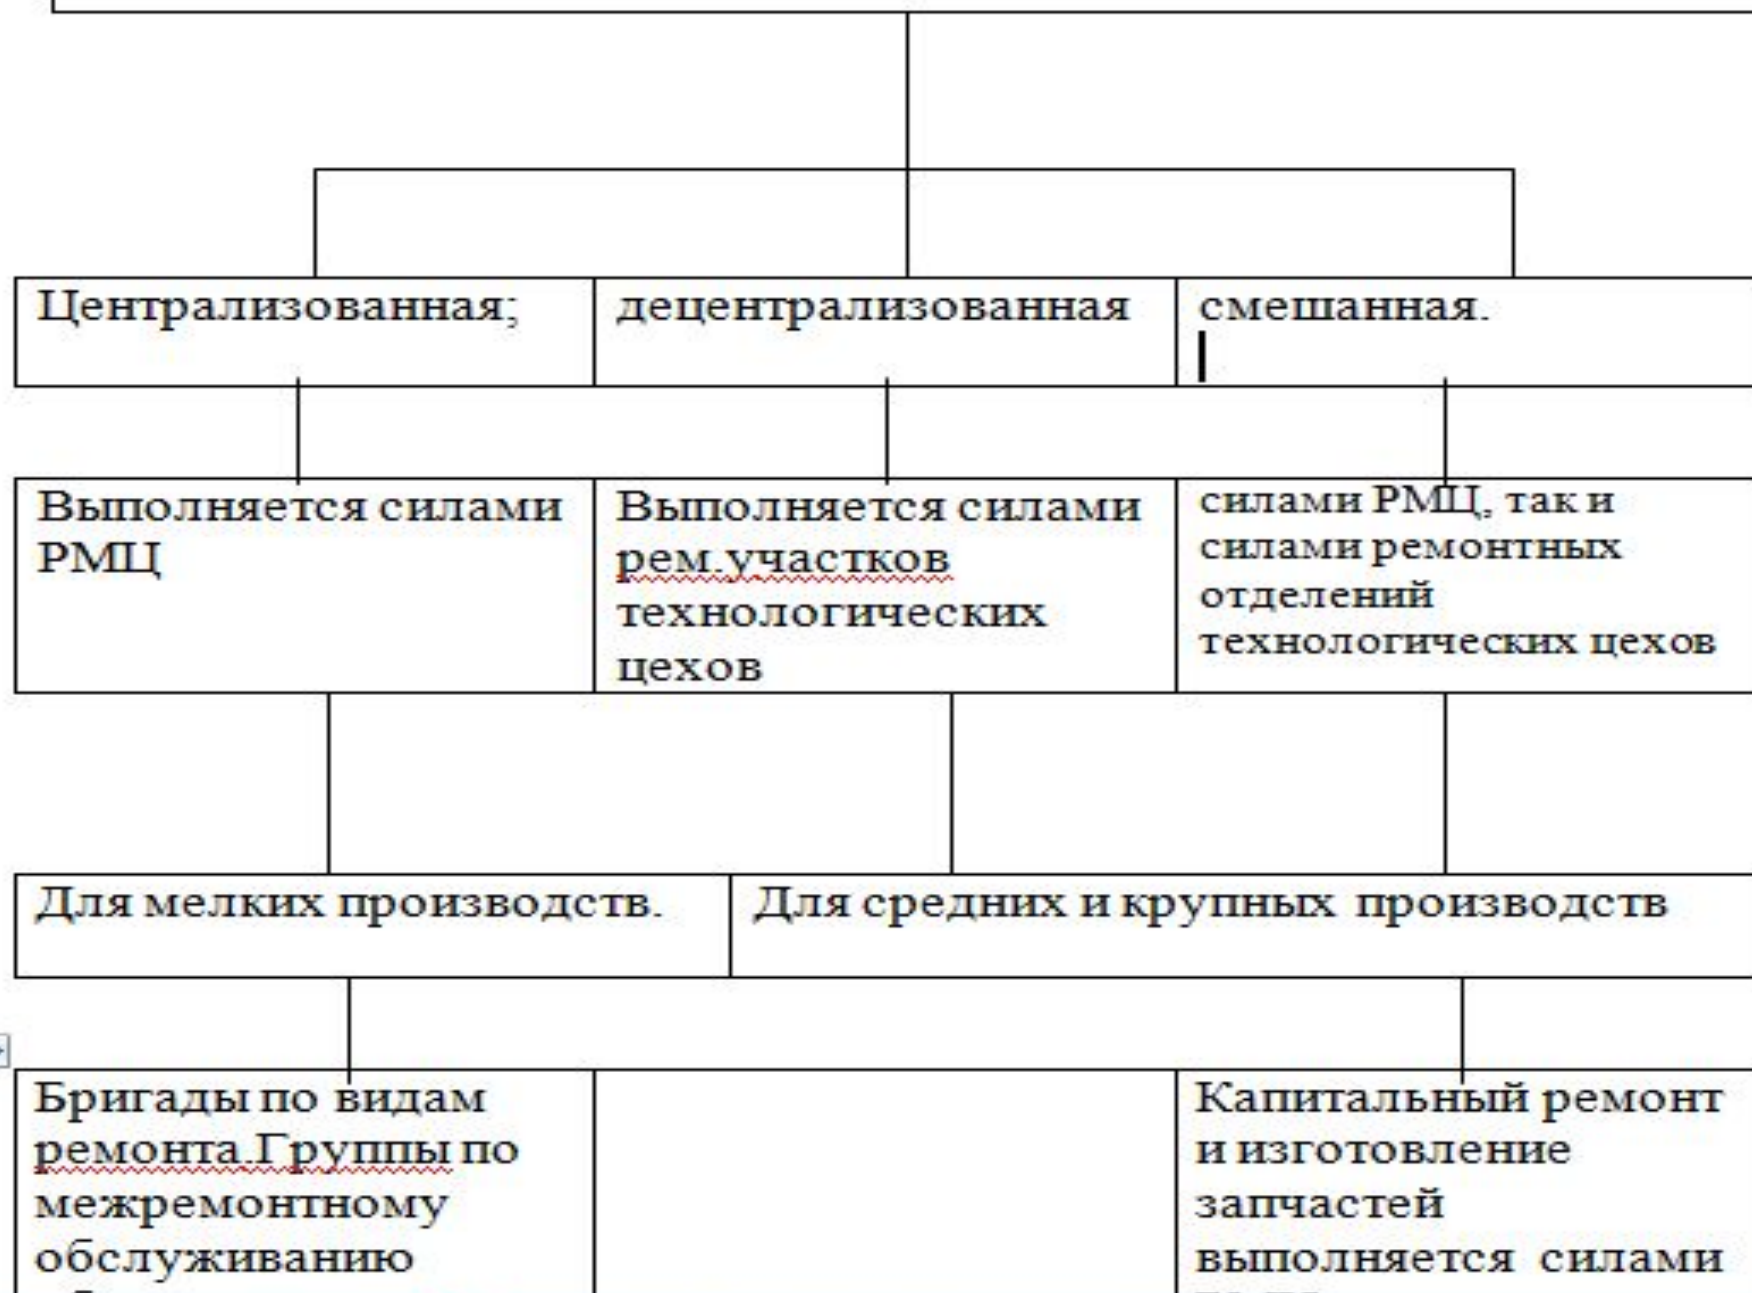 Централизованная;
децентрализованная
смешанная.
Выполняется силами
РМЦ
Выполняется силами
рем.участков
технологических
цехов
силами РМЦ, так и
силами ремонтных
отделений
технологических цехов
Для мелких производств.
Для средних и крупных производств
Бригады по видам
ремонта.Группы по
межремонтному
обслуживанию
Капитальный ремонт
и изготовление
запчастей
выполняется силами